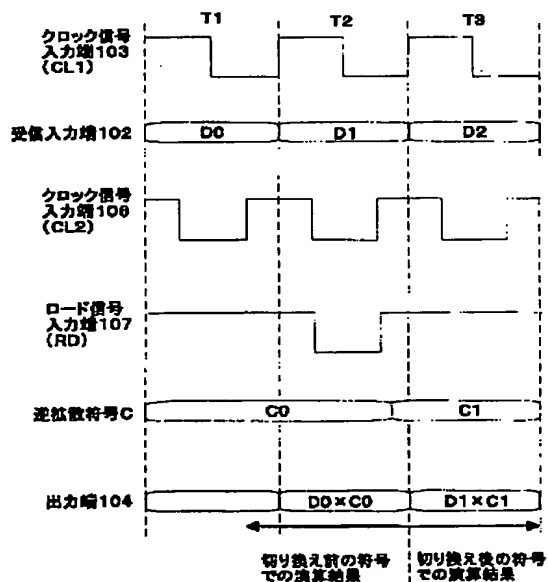 T1 T2 T3
クロック信号
入力端103
(CL1)
受信入力端102
D0 D1 D2
クロック信号
入力端106
(CL2)
ロード信号
入力端107
(RD)
逆拡散符号C
C0 C1
出力端104
D0×C0 D1×C1
切り換え前の符号
での演算結果
切り換え後の符号
での演算結果